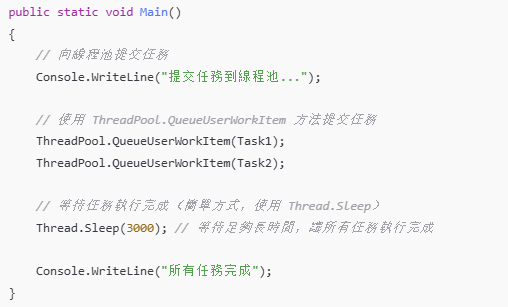 public static void Main()
{
    // 向線程池提交任務
    Console.WriteLine("提交任務到線程池...");

    // 使用 ThreadPool.QueueUserWorkItem 方法提交任務
    ThreadPool.QueueUserWorkItem(Task1);
    ThreadPool.QueueUserWorkItem(Task2);

    // 等待任務執行完成（簡單方式，使用 Thread.Sleep）
    Thread.Sleep(3000); // 等待足夠長時間，讓所有任務執行完成

    Console.WriteLine("所有任務完成");
}